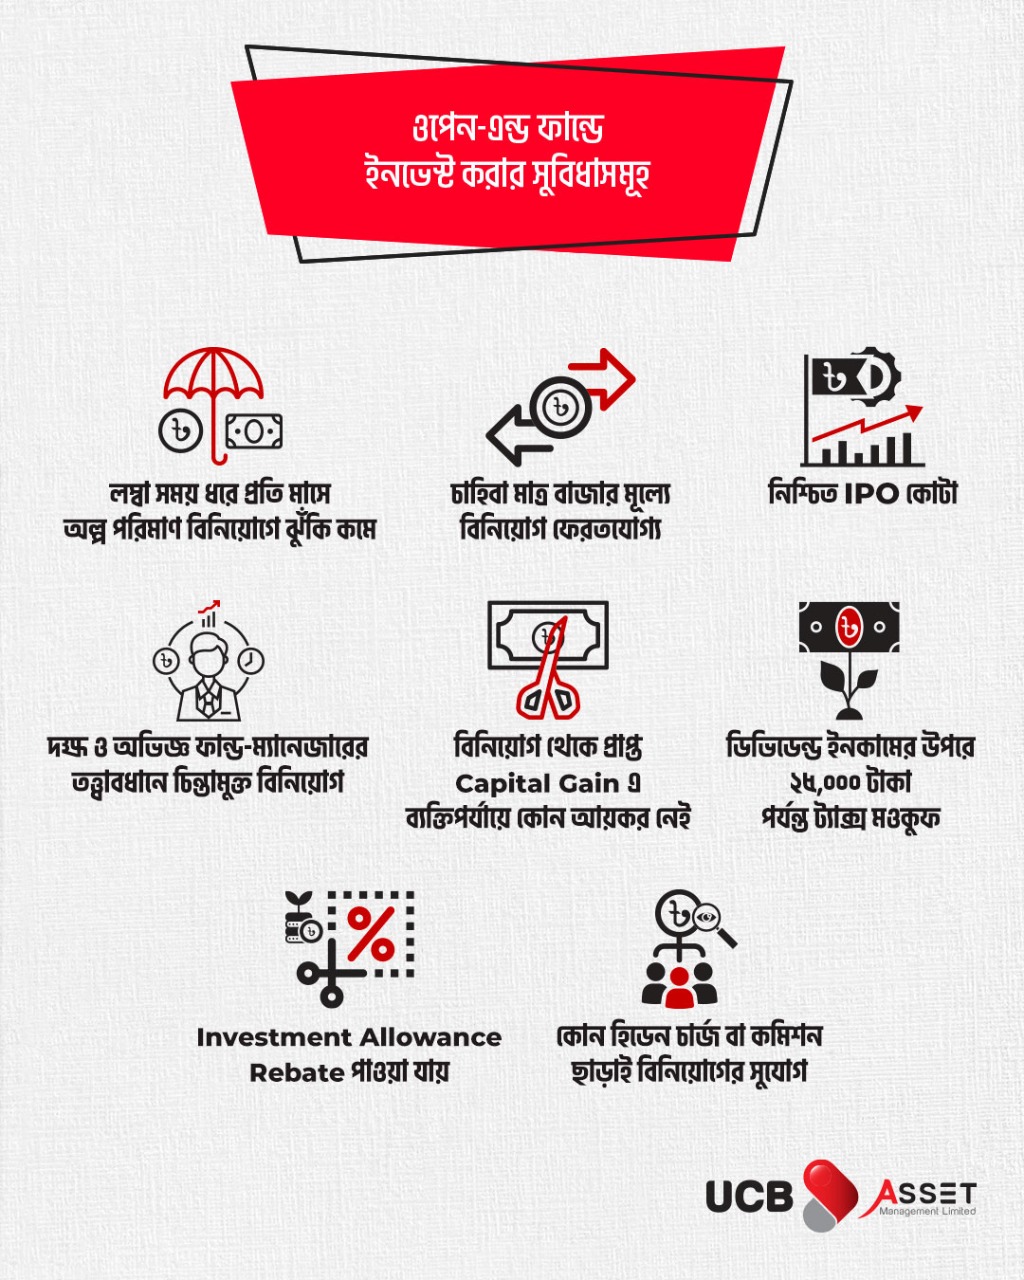 ওপেন-এন্ড ফান্ডে
ইনভেস্ট করার সুবিধাসমূহ
লম্বা সময় ধরে প্রতি মাসে
অল্প পরিমাণ বিনিয়োগে ঝুঁকি কমে
চাহিবা মাত্র বাজার মূল্যে
বিনিয়োগ ফেরতযোগ্য
নিশ্চিত IPO কোটা
দক্ষ ও অভিজ্ঞ ফান্ড-ম্যানেজারের
তত্ত্বাবধানে চিন্তামুক্ত বিনিয়োগ
বিনিয়োগ থেকে প্রাপ্ত
Capital Gain এ
ব্যক্তিপর্যায়ে কোন আয়কর নেই
ডিভিডেন্ড ইনকামের উপরে
২৫,০০০ টাকা
পর্যন্ত ট্যাক্স মওকুফ
Investment Allowance
Rebate পাওয়া যায়
কোন হিডেন চার্জ বা কমিশন
ছাড়াই বিনিয়োগের সুযোগ
UCB ASSET
Management Limited